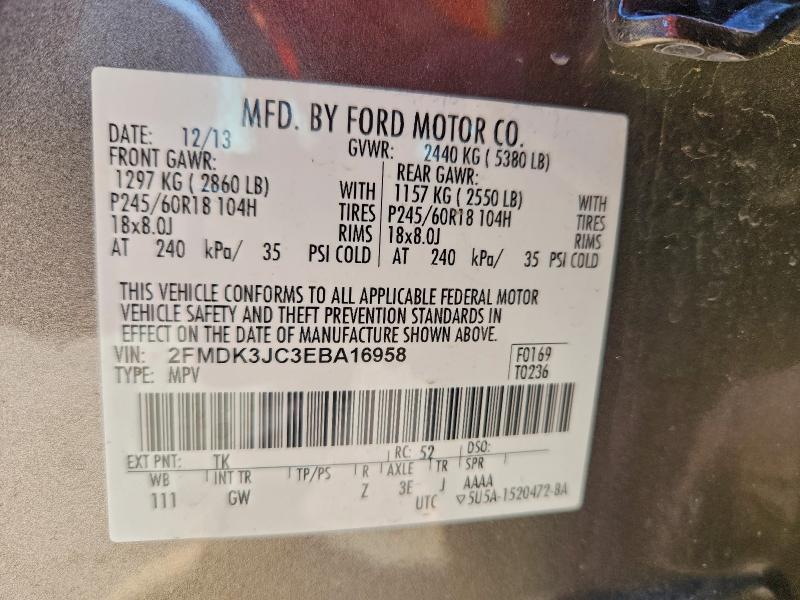 MFD. BY FORD MOTOR CO.
DATE: 12/13 GVWR: 2440 KG ( 5380 LB)
FRONT GAWR: REAR GAWR:
1297 KG ( 2860 LB) WITH 1157 KG ( 2550 LB) WITH
P245/60R18 104H TIRES P245/60R18 104H TIRES
18x8.0J RIMS 18x8.0J RIMS
AT 240 kPa/ 35 PSI COLD AT 240 kPa/ 35 PSI COLD
THIS VEHICLE CONFORMS TO ALL APPLICABLE FEDERAL MOTOR
VEHICLE SAFETY AND THEFT PREVENTION STANDARDS IN
EFFECT ON THE DATE OF MANUFACTURE SHOWN ABOVE.
VIN: 2FMDK3JC3EBA16958 F0169
TYPE: MPV T0236
EXT PNT: TK RC: 52 DSO:
WB INT TR TP/PS R AXLE TR SPR
111 GW Z 3E J AAAA
UTC ▽5U5A-1520472-BA